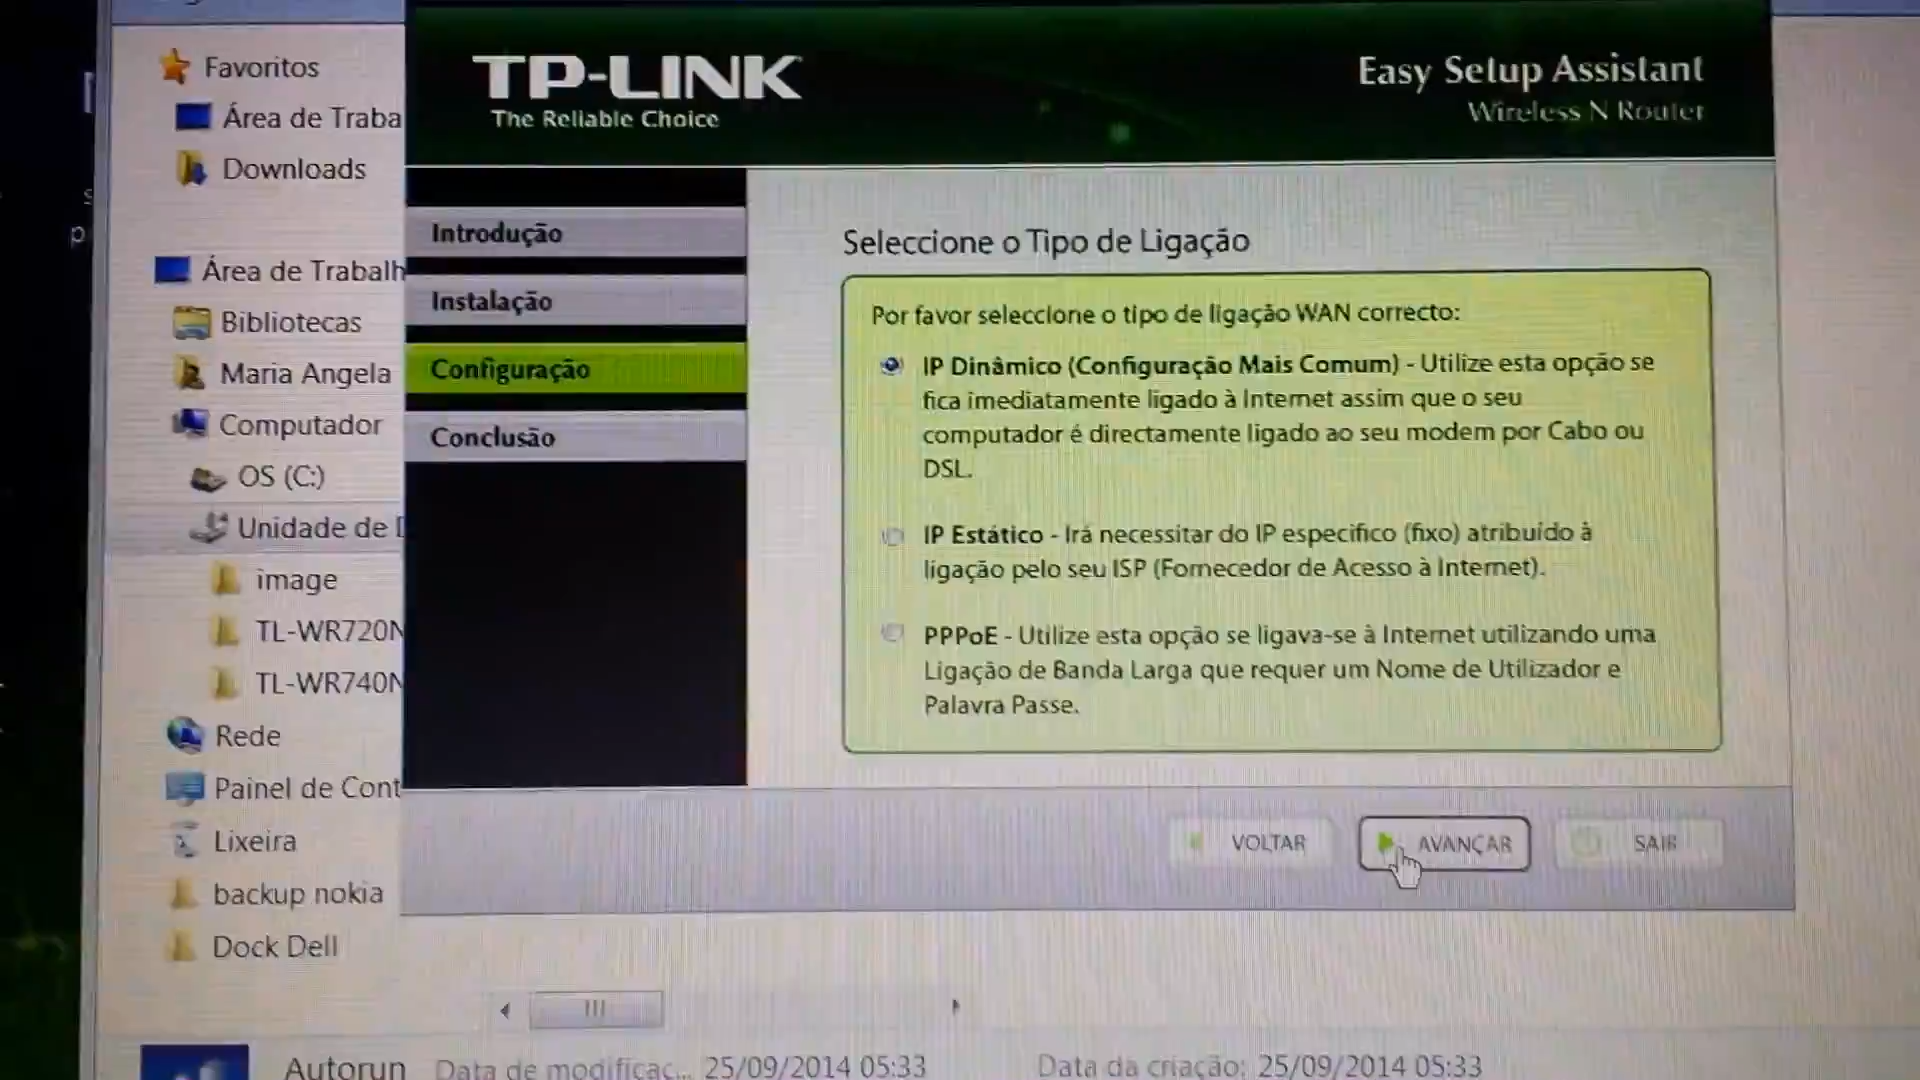 Favoritos
Área de Traba
Downloads
Área de Trabalh
Bibliotecas
Maria Angela
Computador
OS (C:)
Unidade de D
image
TL-WR720N
TL-WR740N
Rede
Painel de Cont
Lixeira
backup nokia
Dock Dell
TP-LINK
The Reliable Choice
Easy Setup Assistant
Wireless N Router
Introdução
Instalação
Configuração
Conclusão
Seleccione o Tipo de Ligação
Por favor seleccione o tipo de ligação WAN correcto:
IP Dinâmico (Configuração Mais Comum) - Utilize esta opção se
fica imediatamente ligado à Internet assim que o seu
computador é directamente ligado ao seu modem por Cabo ou
DSL.
IP Estático - Irá necessitar do IP especifico (fixo) atribuído à
ligação pelo seu ISP (Fornecedor de Acesso à Internet).
PPPoE - Utilize esta opção se ligava-se à Internet utilizando uma
Ligação de Banda Larga que requer um Nome de Utilizador e
Palavra Passe.
VOLTAR
AVANÇAR
SAIR
Autorun Data de modificaç... 25/09/2014 05:33 Data da criação: 25/09/2014 05:33